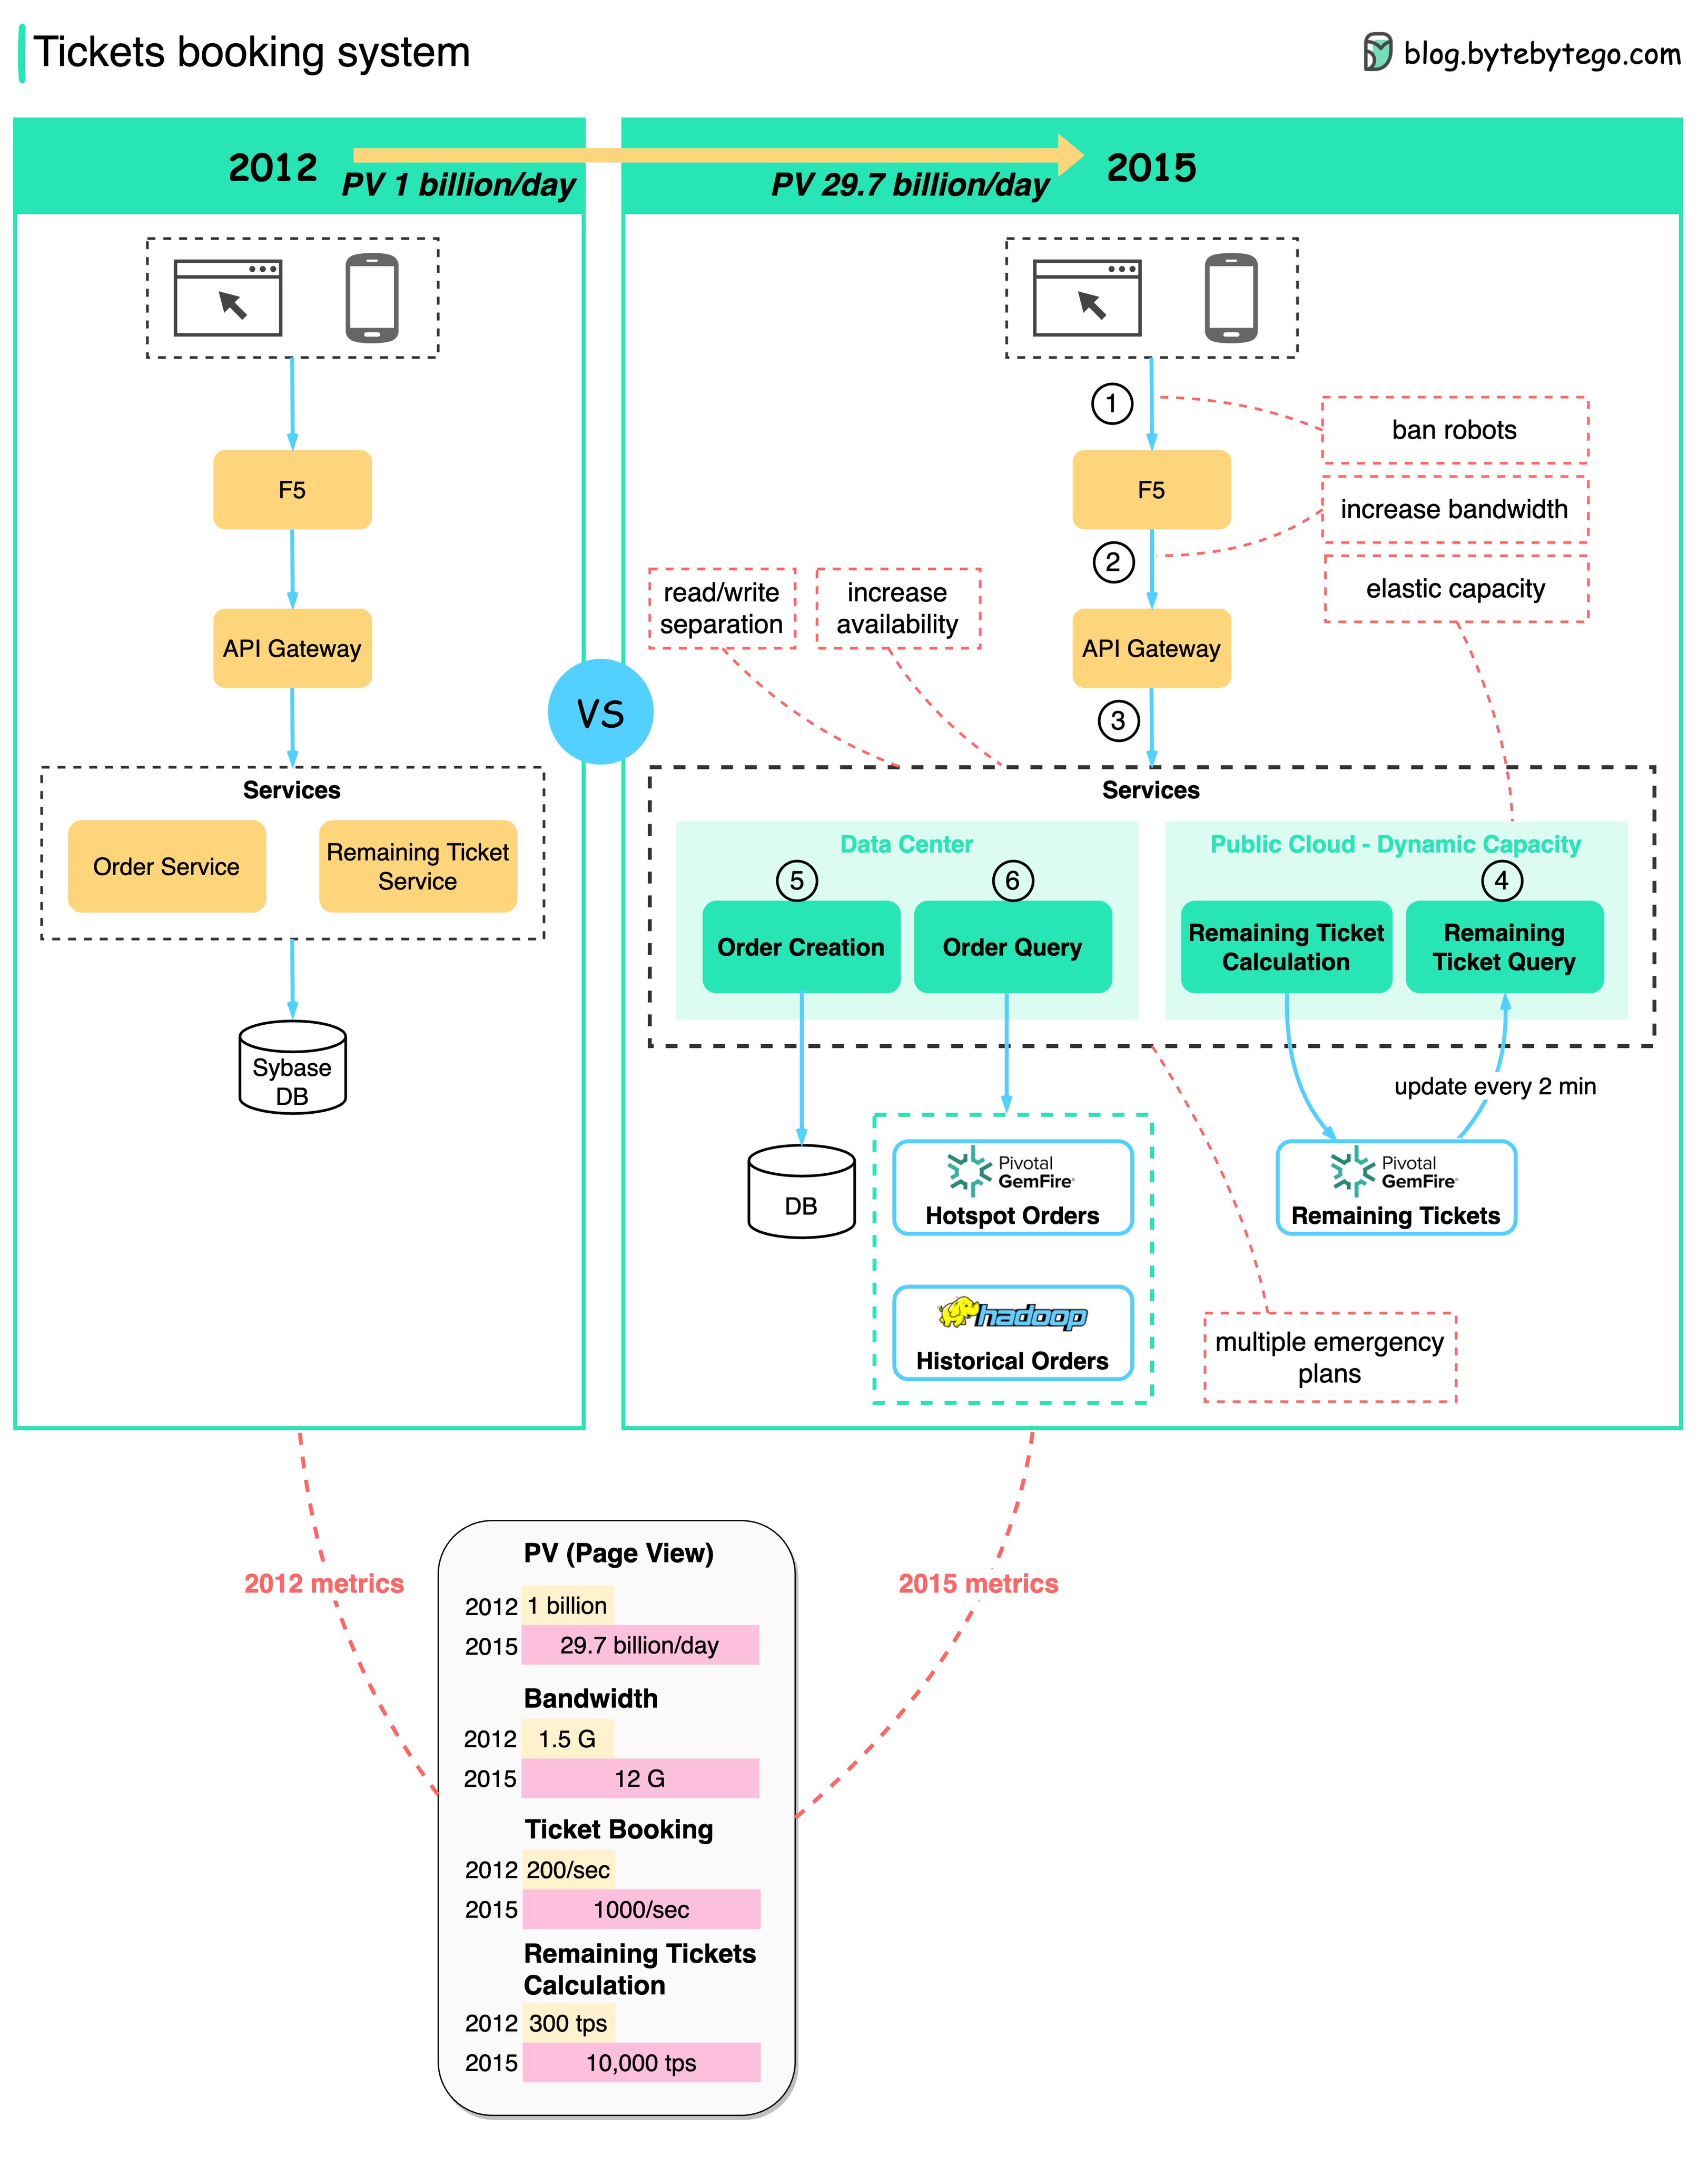 Tickets booking system
blog.bytebytego.com
2012
PV 1 billion/day
PV 29.7 billion/day
2015
F5
API Gateway
Services
Order Service
Remaining Ticket
Service
Sybase
DB
VS
1
ban robots
F5
increase bandwidth
2
elastic capacity
read/write
separation
increase
availability
API Gateway
3
Services
Data Center
5
6
Order Creation
Order Query
Public Cloud - Dynamic Capacity
4
Remaining Ticket
Calculation
Remaining
Ticket Query
update every 2 min
DB
Pivotal
GemFire
Hotspot Orders
hadoop
Historical Orders
Pivotal
GemFire
Remaining Tickets
multiple emergency
plans
2012 metrics
2015 metrics
PV (Page View)
2012 1 billion
2015 29.7 billion/day
Bandwidth
2012 1.5 G
2015 12 G
Ticket Booking
2012 200/sec
2015 1000/sec
Remaining Tickets
Calculation
2012 300 tps
2015 10,000 tps